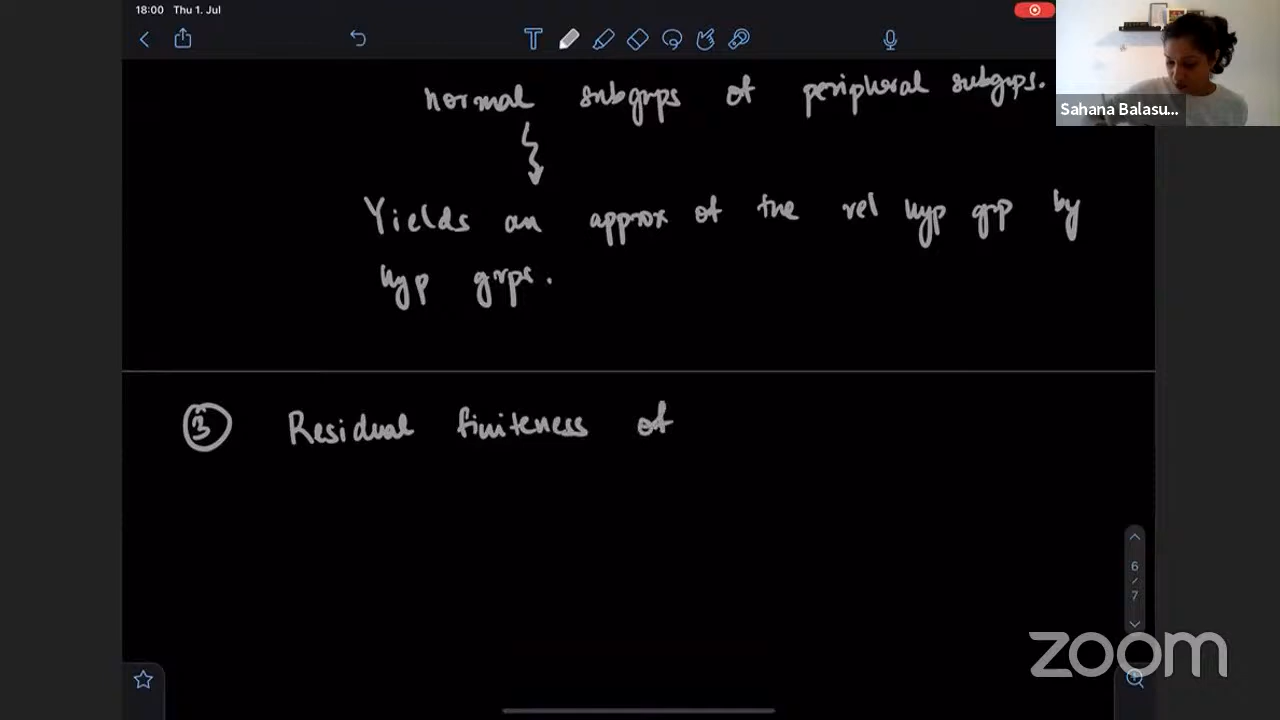 18:00 Thu 1. Jul
Sahana Balasu...
normal subgrps of peripheral subgrps.
Yields an approx of the rel hyp grp by
hyp grps.
③ Residual finiteness of
6
/
7
zoom